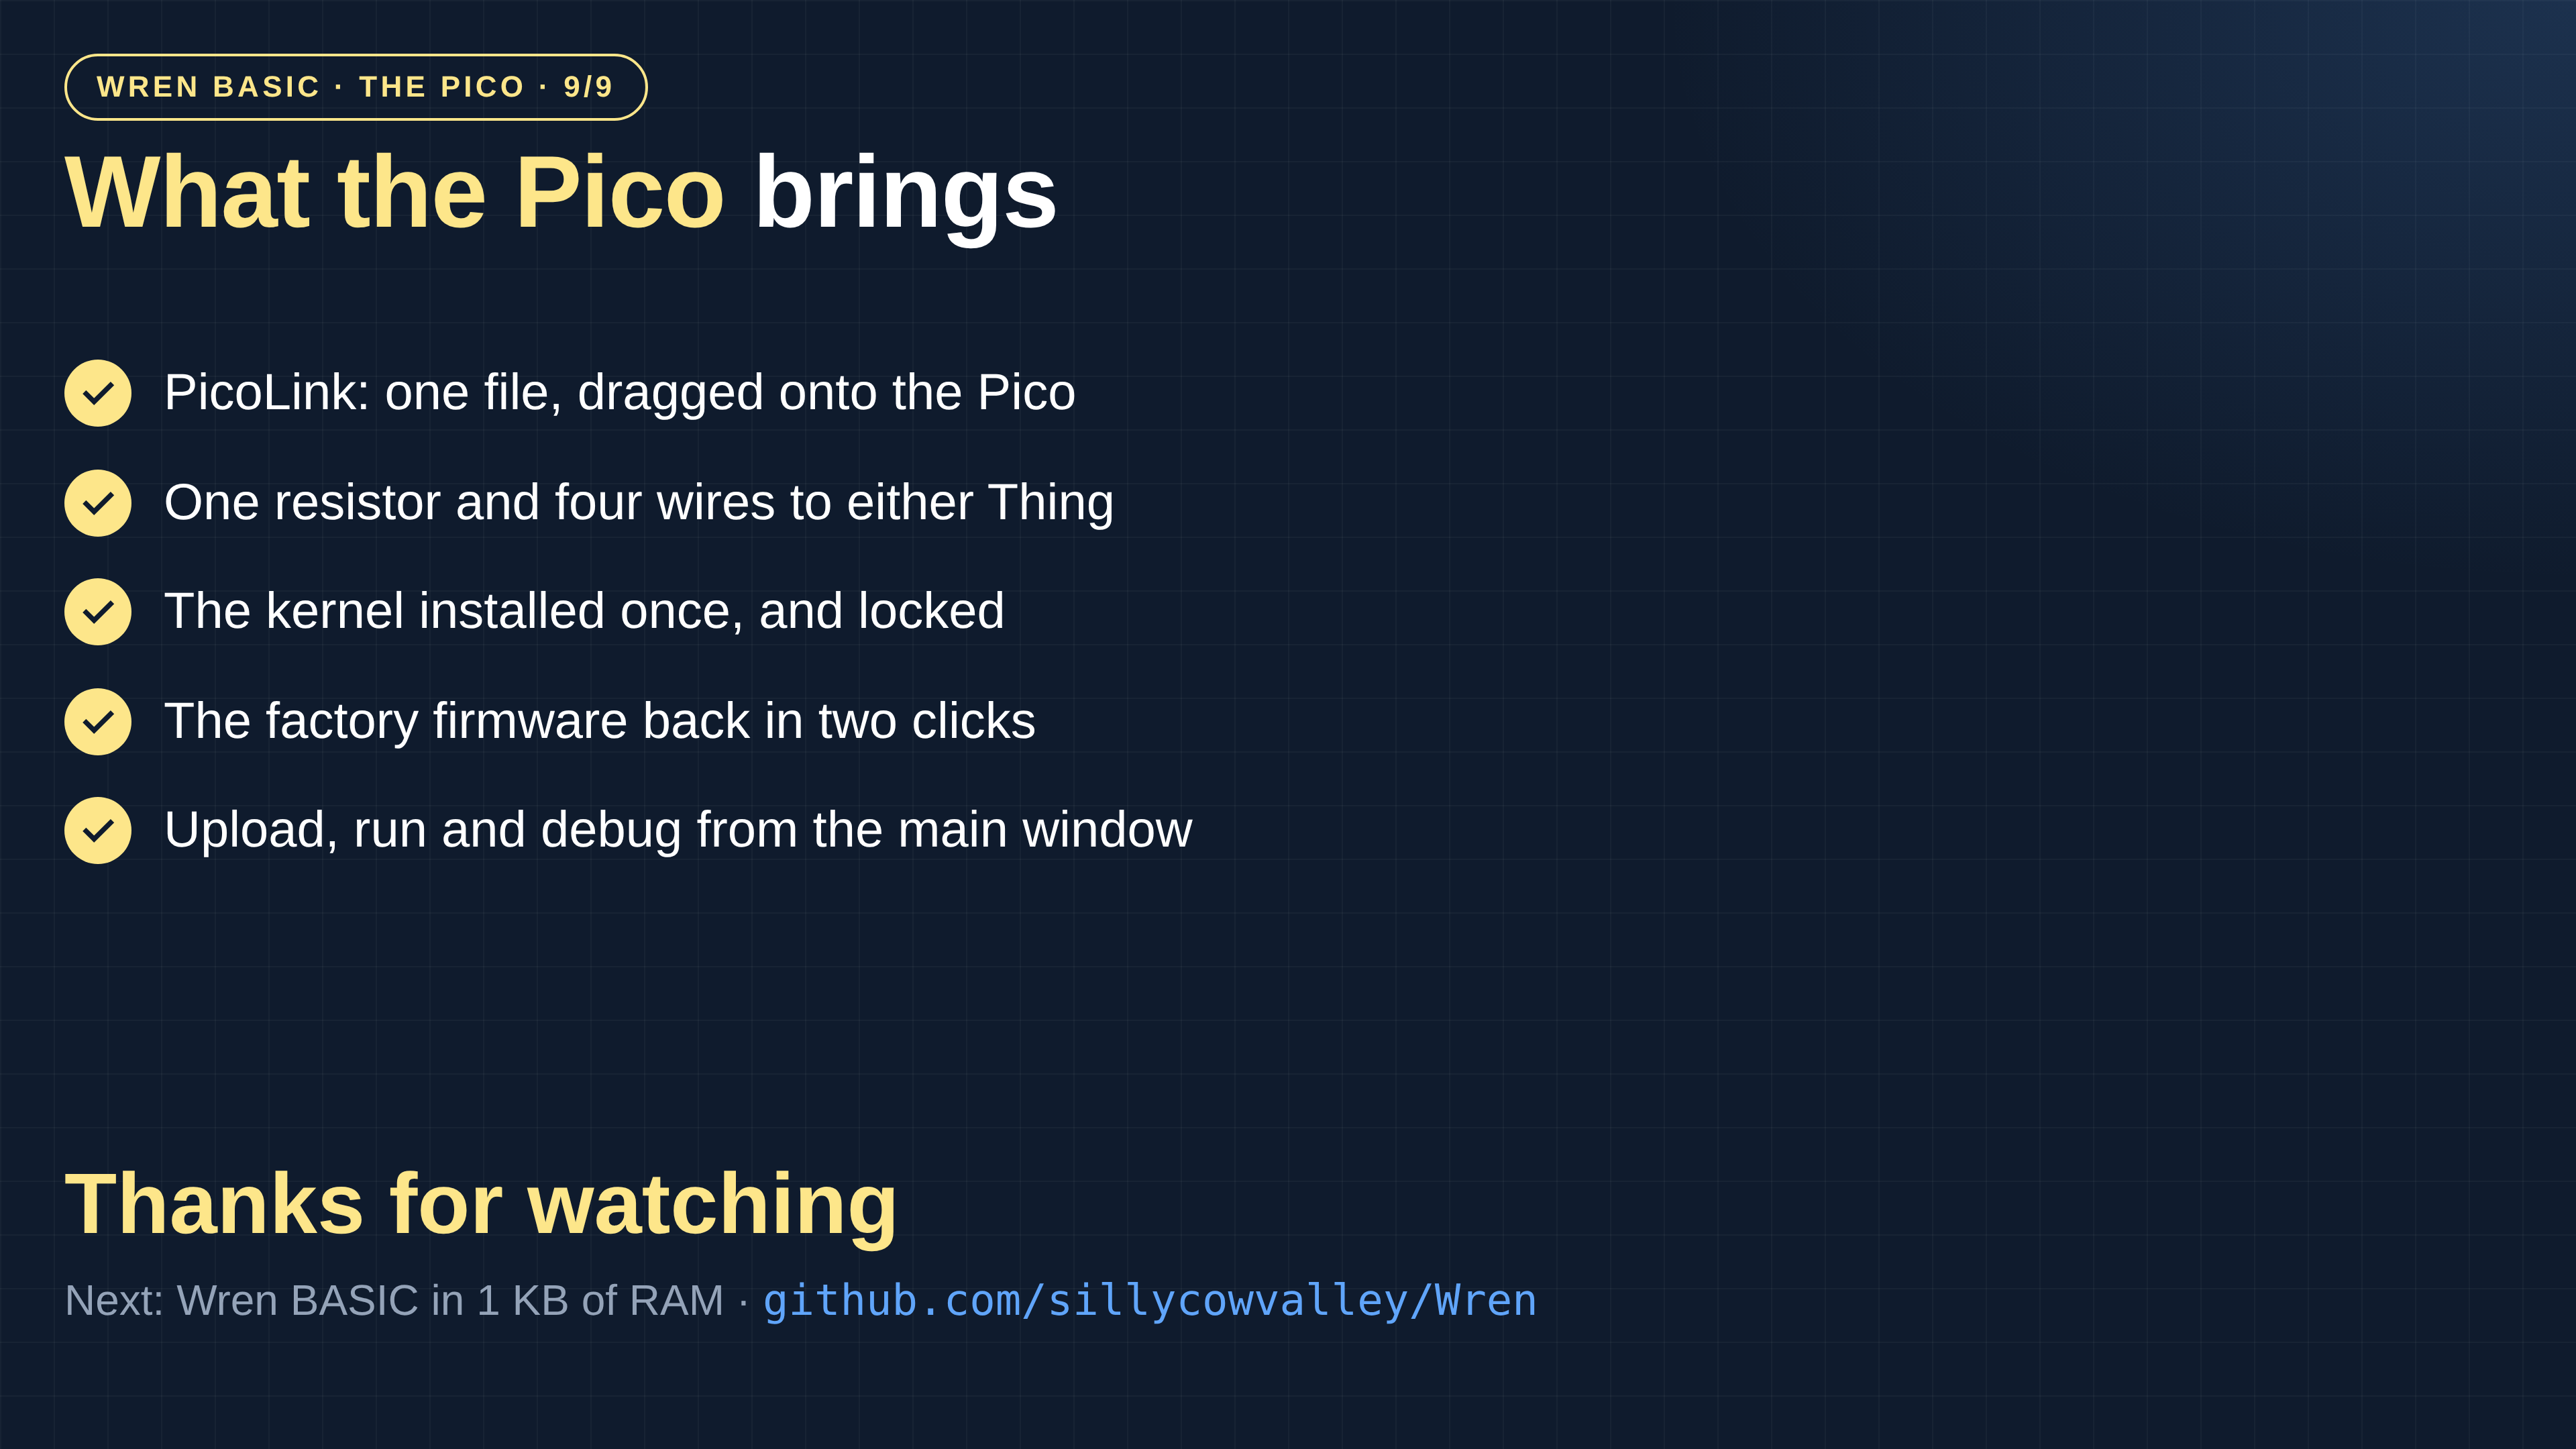 WREN BASIC · THE PICO · 9/9
What the Pico brings
PicoLink: one file, dragged onto the Pico
One resistor and four wires to either Thing
The kernel installed once, and locked
The factory firmware back in two clicks
Upload, run and debug from the main window
Thanks for watching
Next: Wren BASIC in 1 KB of RAM · github.com/sillycowvalley/Wren